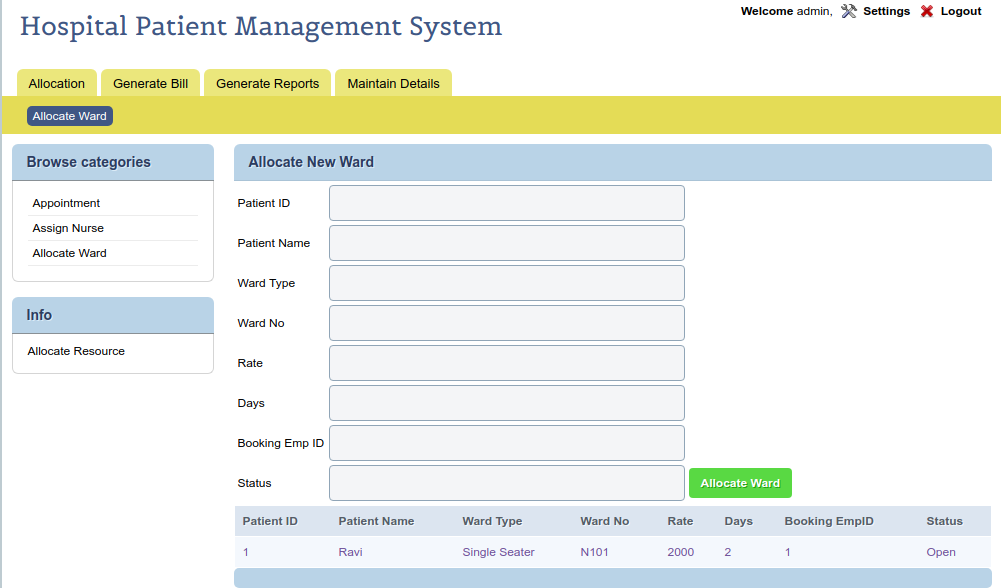 Welcome admin, Settings Logout
Hospital Patient Management System
Allocation Generate Bill Generate Reports Maintain Details
Allocate Ward
Browse categories
Appointment
Assign Nurse
Allocate Ward
Info
Allocate Resource
Allocate New Ward
Patient ID
Patient Name
Ward Type
Ward No
Rate
Days
Booking Emp ID
Status Allocate Ward
Patient ID Patient Name Ward Type Ward No Rate Days Booking EmpID Status
1 Ravi Single Seater N101 2000 2 1 Open